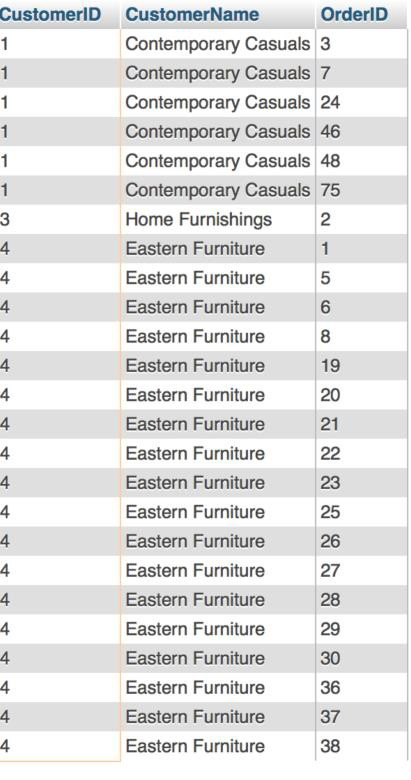 CustomerID CustomerName OrderID
1 Contemporary Casuals 3
1 Contemporary Casuals 7
1 Contemporary Casuals 24
1 Contemporary Casuals 46
1 Contemporary Casuals 48
1 Contemporary Casuals 75
3 Home Furnishings 2
4 Eastern Furniture 1
4 Eastern Furniture 5
4 Eastern Furniture 6
4 Eastern Furniture 8
4 Eastern Furniture 19
4 Eastern Furniture 20
4 Eastern Furniture 21
4 Eastern Furniture 22
4 Eastern Furniture 23
4 Eastern Furniture 25
4 Eastern Furniture 26
4 Eastern Furniture 27
4 Eastern Furniture 28
4 Eastern Furniture 29
4 Eastern Furniture 30
4 Eastern Furniture 36
4 Eastern Furniture 37
4 Eastern Furniture 38